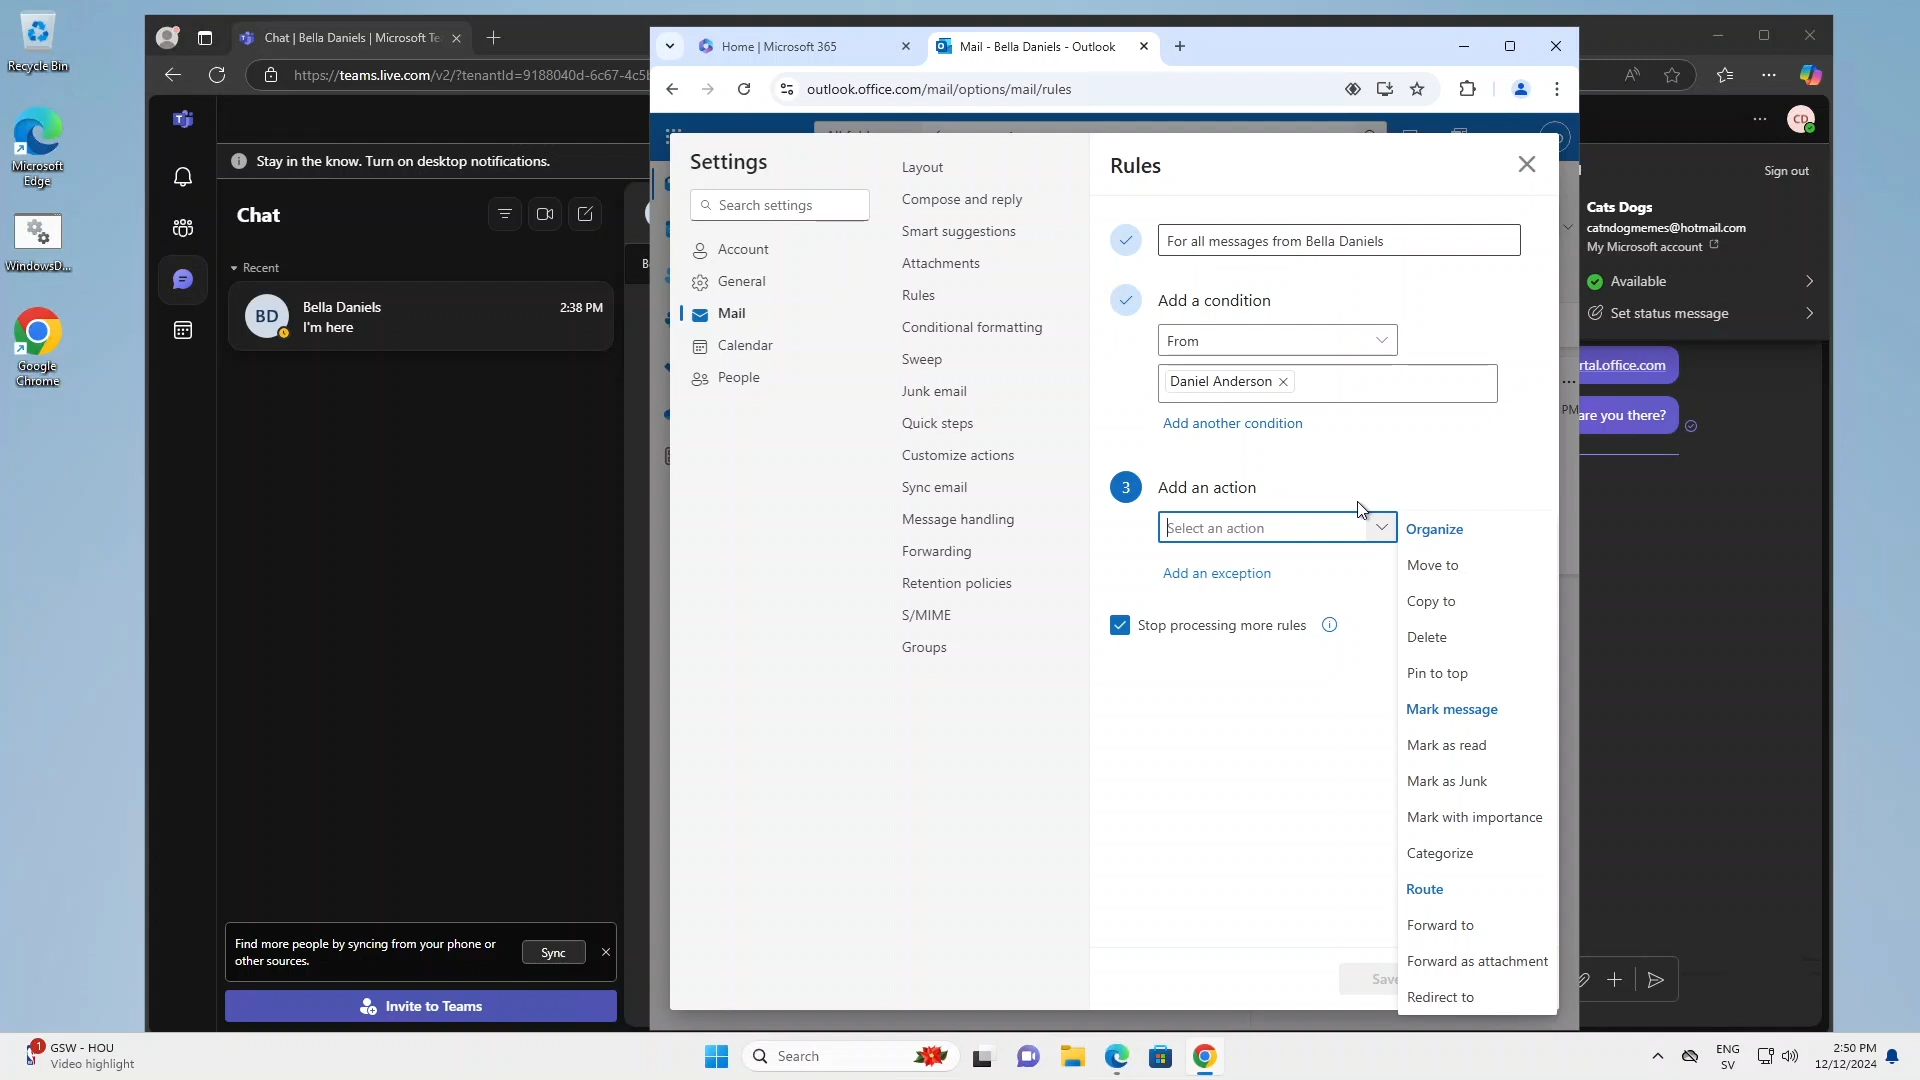 Recycle Bin
Microsoft
Edge
WindowsD...
Google
Chrome
Chat | Bella Daniels | Microsoft Te
https://teams.live.com/v2/?tenantId=9188040d-6c67-4c5b
Stay in the know. Turn on desktop notifications.
Chat
Recent
BD
Bella Daniels
2:38 PM
I'm here
Find more people by syncing from your phone or
other sources.
Sync
Invite to Teams
Home | Microsoft 365
Mail - Bella Daniels - Outlook
outlook.office.com/mail/options/mail/rules
Settings
Search settings
Account
General
Mail
Calendar
People
Layout
Compose and reply
Smart suggestions
Attachments
Rules
Conditional formatting
Sweep
Junk email
Quick steps
Customize actions
Sync email
Message handling
Forwarding
Retention policies
S/MIME
Groups
Rules
For all messages from Bella Daniels
Add a condition
From
Daniel Anderson
Add another condition
3
Add an action
Select an action
Add an exception
Stop processing more rules
Save
Organize
Move to
Copy to
Delete
Pin to top
Mark message
Mark as read
Mark as Junk
Mark with importance
Categorize
Route
Forward to
Forward as attachment
Redirect to
PM
CD
Sign out
Cats Dogs
catndogmemes@hotmail.com
My Microsoft account
Available
Set status message
rtal.office.com
are you there?
1
GSW - HOU
Video highlight
Search
ENG
SV
2:50 PM
12/12/2024